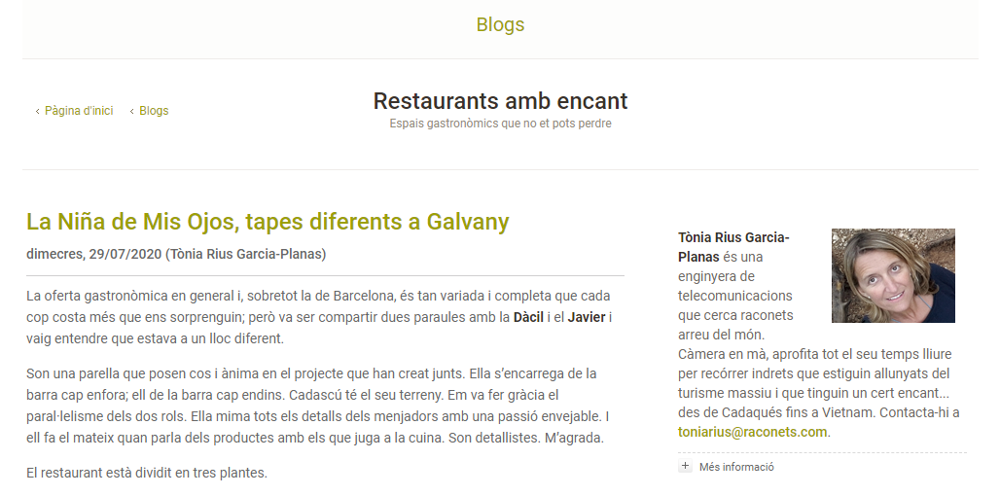 Blogs
Pàgina d'inici
Blogs
Restaurants amb encant
Espais gastronòmics que no et pots perdre
La Niña de Mis Ojos, tapes diferents a Galvany
dimecres, 29/07/2020 (Tònia Rius Garcia-Planas)
La oferta gastronòmica en general i, sobretot la de Barcelona, és tan variada i completa que cada
cop costa més que ens sorprenguin; però va ser compartir dues paraules amb la Dàcil i el Javier i
vaig entendre que estava a un lloc diferent.
Son una parella que posen cos i ànima en el projecte que han creat junts. Ella s’encarrega de la
barra cap enfora; ell de la barra cap endins. Cadascú té el seu terreny. Em va fer gràcia el
paral·lelisme dels dos rols. Ella mima tots els detalls dels menjadors amb una passió envejable. I
ell fa el mateix quan parla dels productes amb els que juga a la cuina. Son detallistes. M’agrada.
El restaurant està dividit en tres plantes.
Tònia Rius Garcia-
Planas és una
enginyera de
telecomunicacions
que cerca raconets
arreu del món.
Càmera en mà, aprofita tot el seu temps lliure
per recórrer indrets que estiguin allunyats del
turisme massiu i que tinguin un cert encant...
des de Cadaqués fins a Vietnam. Contacta-hi a
toniarius@raconets.com.
Més informació